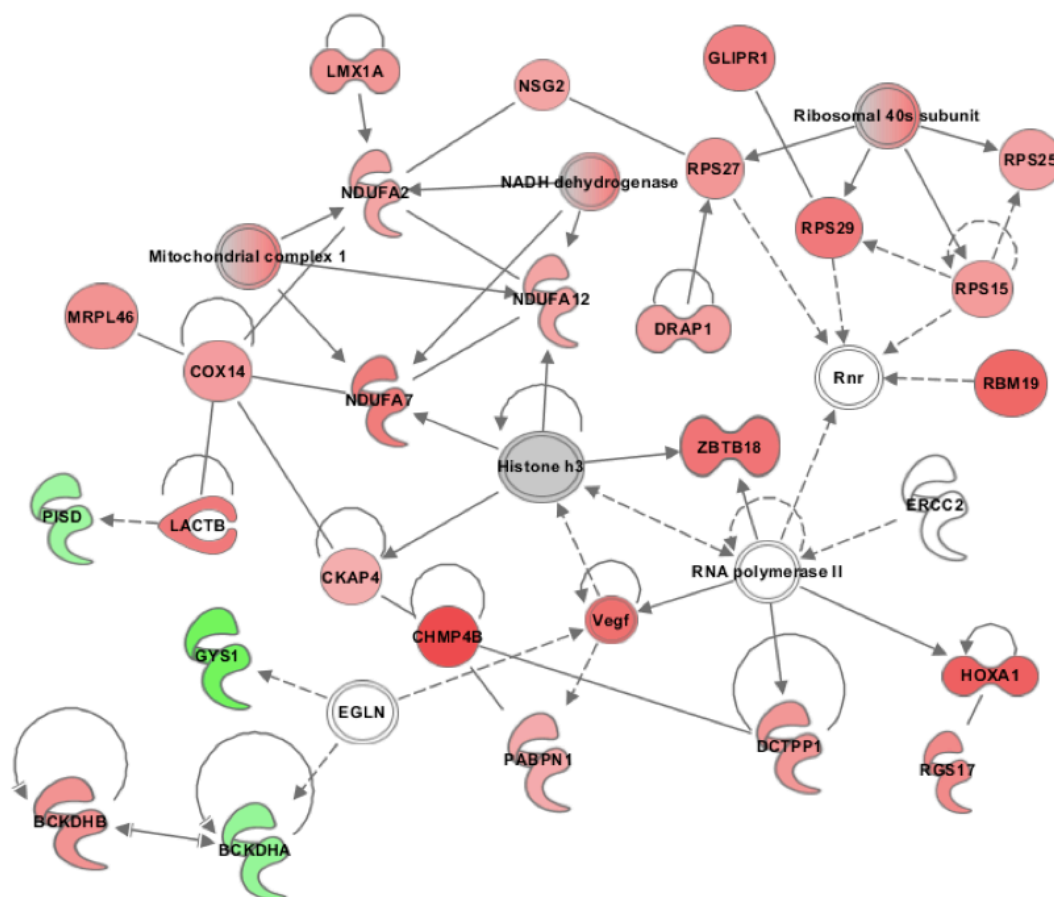 LMX1A
GLIPR1
NSG2
Ribosomal 40s subunit
RPS25
RPS27
NDUFA2
NADH dehydrogenase
RPS29
Mitochondrial complex 1
RPS15
NDUFA12
MRPL46
DRAP1
COX14
Rnr
RBM19
NDUFA7
ZBTB18
Histone h3
ERCC2
PISD
LACTB
RNA polymerase II
CKAP4
Vegf
CHMP4B
GYS1
HOXA1
EGLN
DCTPP1
PABPN1
RGS17
BCKDHB
BCKDHA